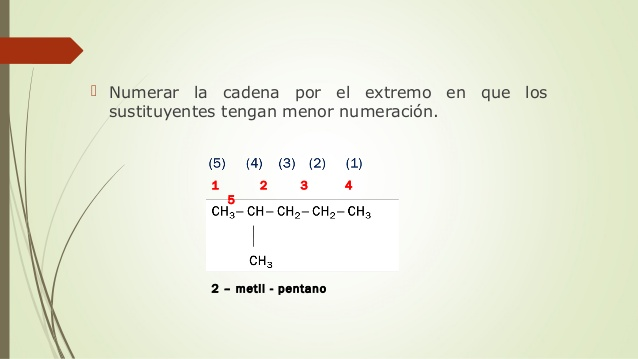 Numerar la cadena por el extremo en que los
sustituyentes tengan menor numeración.
(5) (4) (3) (2) (1)
1 2 3 4
5
CH₃–CH–CH₂–CH₂–CH₃
CH₃
2 – metil - pentano